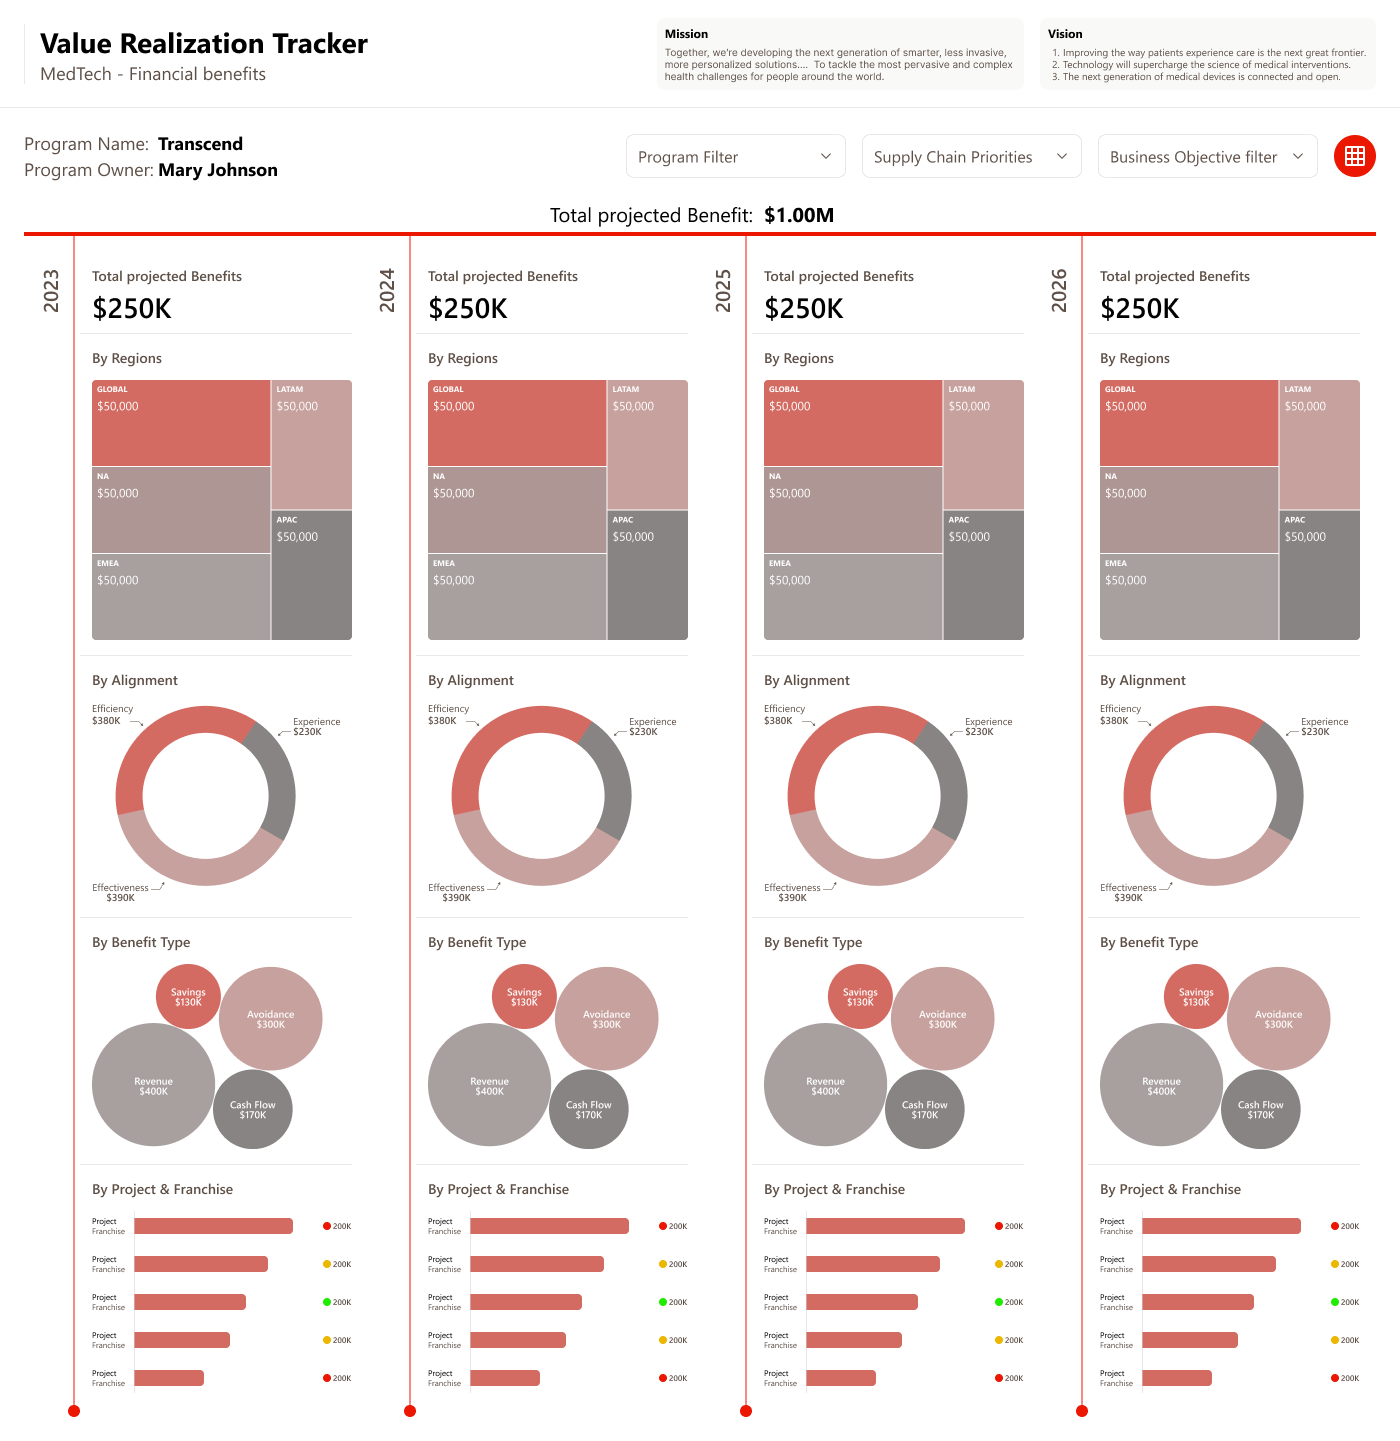 Value Realization Tracker
MedTech - Financial benefits
Mission
Together, we're developing the next generation of smarter, less invasive,
more personalized solutions.... To tackle the most pervasive and complex
health challenges for people around the world.
Vision
1. Improving the way patients experience care is the next great frontier.
2. Technology will supercharge the science of medical interventions.
3. The next generation of medical devices is connected and open.
Program Name: Transcend
Program Owner: Mary Johnson
Program Filter
Supply Chain Priorities
Business Objective filter
Total projected Benefit: $1.00M
2023
Total projected Benefits
$250K
By Regions
GLOBAL
$50,000
LATAM
$50,000
NA
$50,000
APAC
$50,000
EMEA
$50,000
By Alignment
Efficiency
$380K
Experience
$230K
Effectiveness
$390K
By Benefit Type
Savings
$130K
Avoidance
$300K
Revenue
$400K
Cash Flow
$170K
By Project & Franchise
Project
Franchise
200K
Project
Franchise
200K
Project
Franchise
200K
Project
Franchise
200K
Project
Franchise
200K
2024
Total projected Benefits
$250K
By Regions
GLOBAL
$50,000
LATAM
$50,000
NA
$50,000
APAC
$50,000
EMEA
$50,000
By Alignment
Efficiency
$380K
Experience
$230K
Effectiveness
$390K
By Benefit Type
Savings
$130K
Avoidance
$300K
Revenue
$400K
Cash Flow
$170K
By Project & Franchise
Project
Franchise
200K
Project
Franchise
200K
Project
Franchise
200K
Project
Franchise
200K
Project
Franchise
200K
2025
Total projected Benefits
$250K
By Regions
GLOBAL
$50,000
LATAM
$50,000
NA
$50,000
APAC
$50,000
EMEA
$50,000
By Alignment
Efficiency
$380K
Experience
$230K
Effectiveness
$390K
By Benefit Type
Savings
$130K
Avoidance
$300K
Revenue
$400K
Cash Flow
$170K
By Project & Franchise
Project
Franchise
200K
Project
Franchise
200K
Project
Franchise
200K
Project
Franchise
200K
Project
Franchise
200K
2026
Total projected Benefits
$250K
By Regions
GLOBAL
$50,000
LATAM
$50,000
NA
$50,000
APAC
$50,000
EMEA
$50,000
By Alignment
Efficiency
$380K
Experience
$230K
Effectiveness
$390K
By Benefit Type
Savings
$130K
Avoidance
$300K
Revenue
$400K
Cash Flow
$170K
By Project & Franchise
Project
Franchise
200K
Project
Franchise
200K
Project
Franchise
200K
Project
Franchise
200K
Project
Franchise
200K